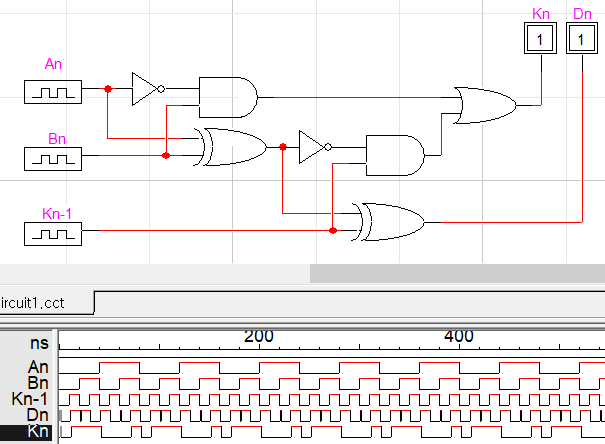 Kn Dn
1 1
An
Bn
Kn-1
ircuit1.cct
ns 200 400
An
Bn
Kn-1
Dn
Kn